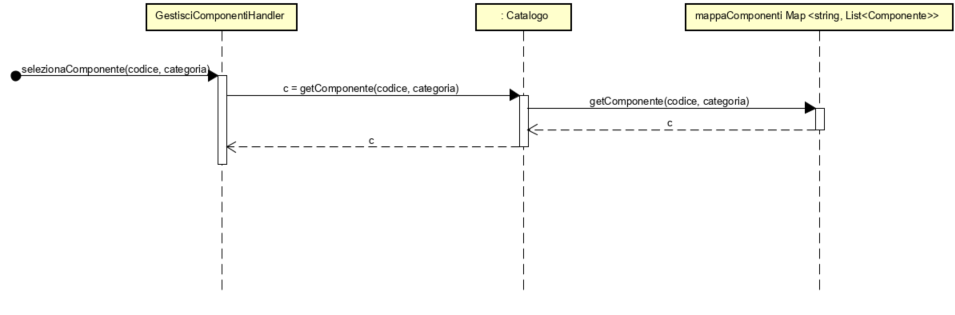 GestisciComponentiHandler
: Catalogo
mappaComponenti Map <string, List<Componente>>
selezionaComponente(codice, categoria)
c = getComponente(codice, categoria)
getComponente(codice, categoria)
c
c